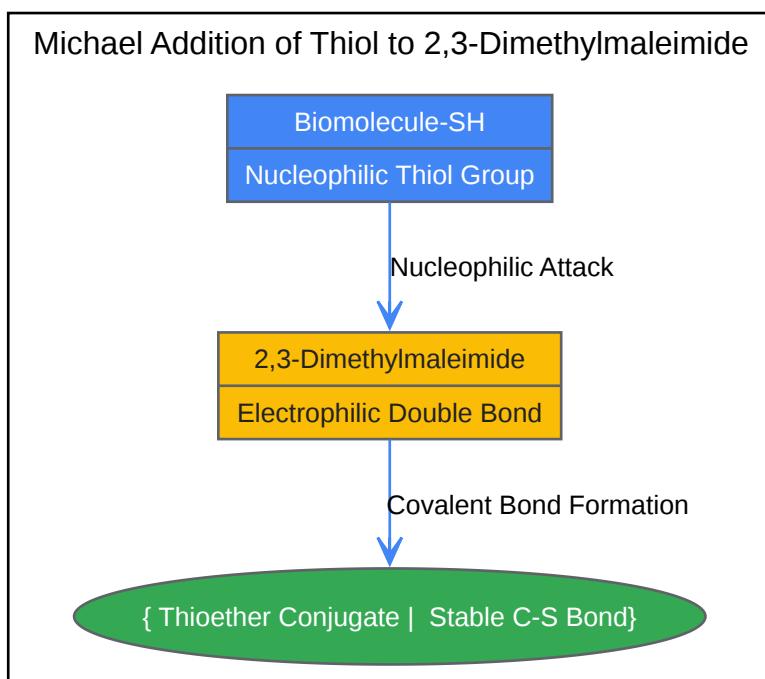 Michael Addition of Thiol to 2,3-Dimethylmaleimide
Biomolecule-SH
Nucleophilic Thiol Group
Nucleophilic Attack
2,3-Dimethylmaleimide
Electrophilic Double Bond
Covalent Bond Formation
{ Thioether Conjugate |  Stable C-S Bond}